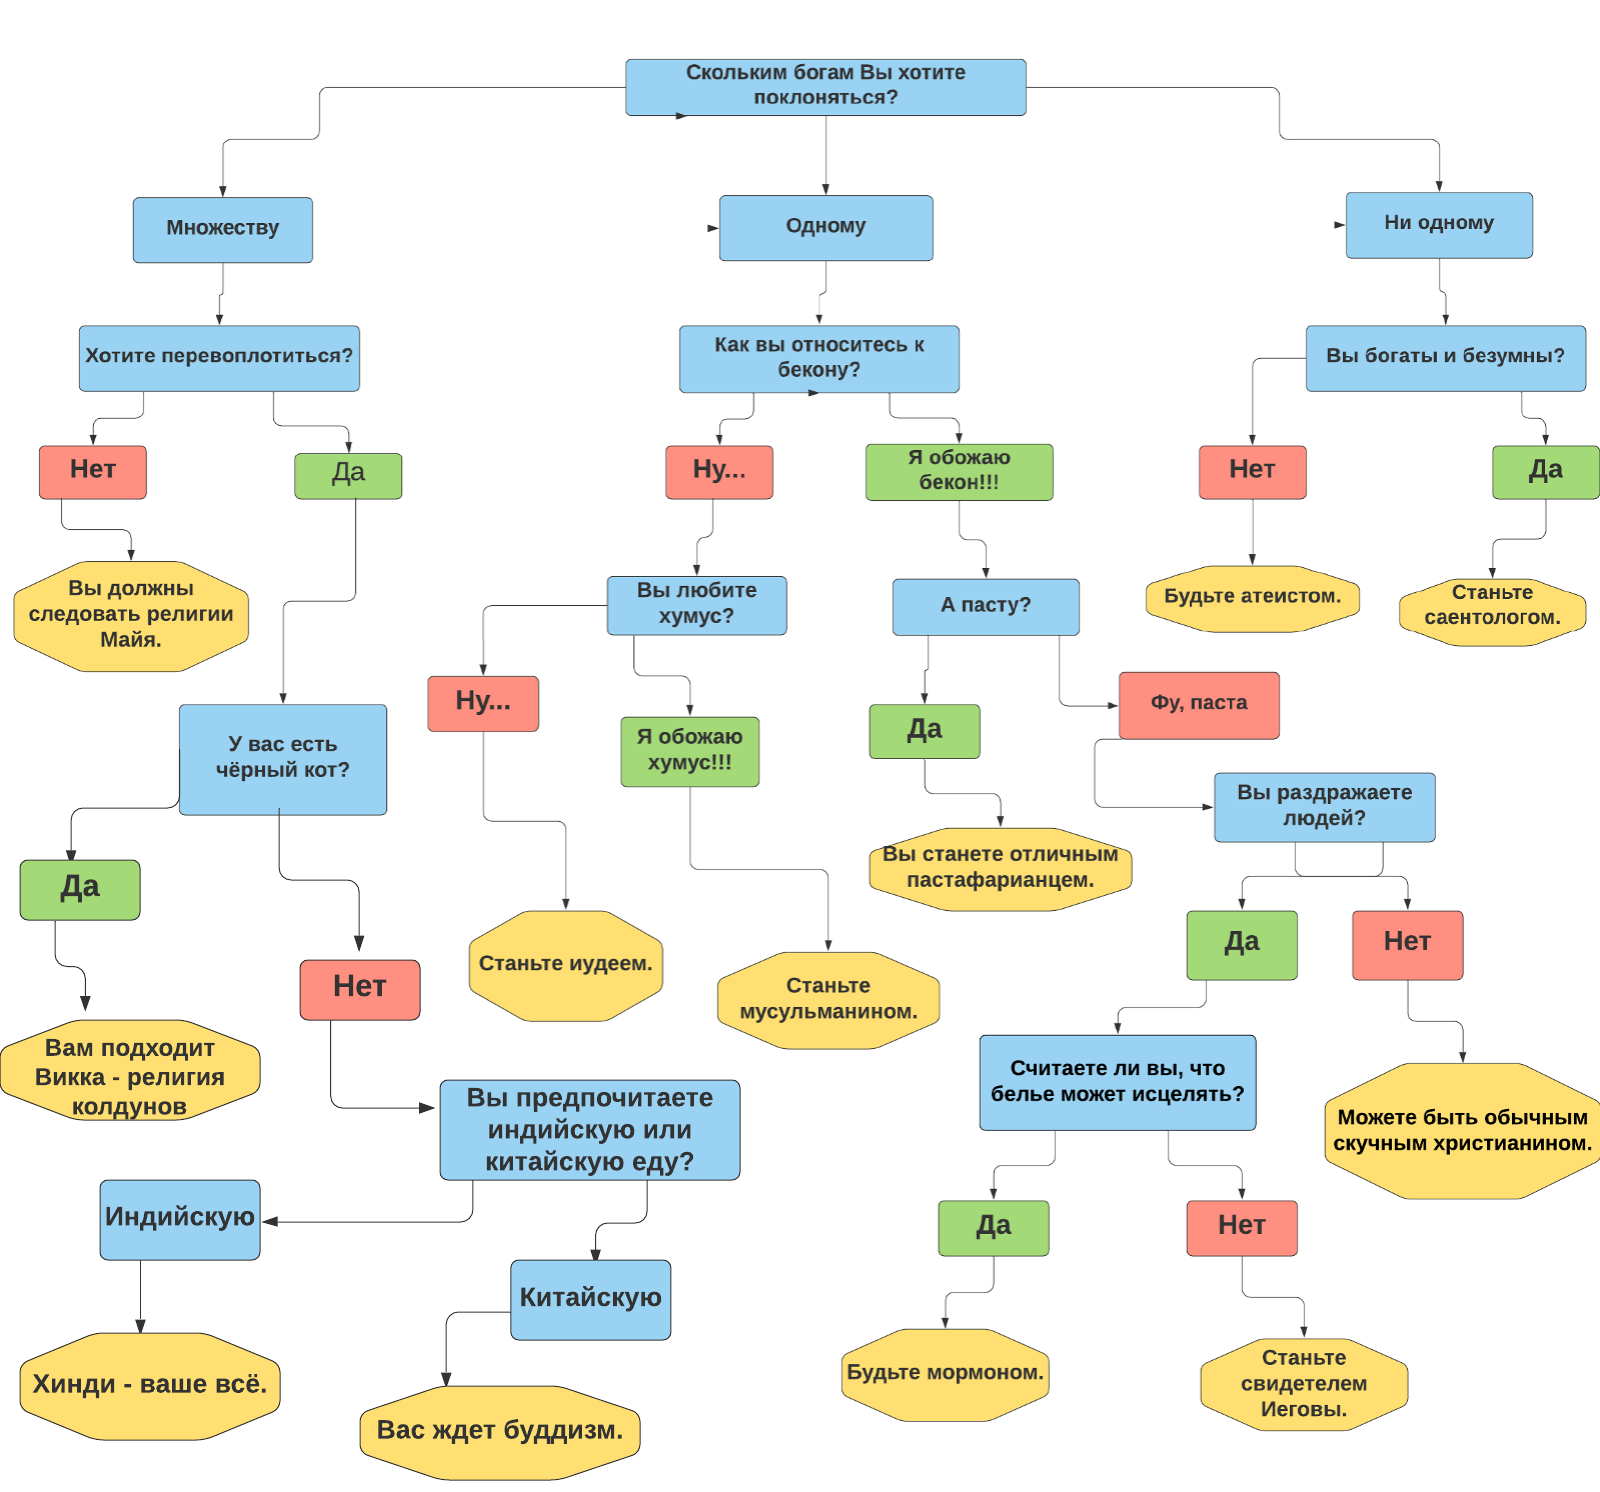 Скольким богам Вы хотите
поклоняться?
Множеству
Одному
Ни одному
Хотите перевоплотиться?
Как вы относитесь к
бекону?
Вы богаты и безумны?
Нет
Да
Ну...
Я обожаю
бекон!!!
Нет
Да
Вы должны
следовать религии
Майя.
Вы любите
хумус?
А пасту?
Будьте атеистом.
Станьте
саентологом.
Ну...
Я обожаю
хумус!!!
Да
Фу, паста
У вас есть
чёрный кот?
Вы раздражаете
людей?
Да
Вы станете отличным
пастафарианцем.
Нет
Станьте иудеем.
Станьте
мусульманином.
Да
Нет
Вам подходит
Викка - религия
колдунов
Считаете ли вы, что
белье может исцелять?
Можете быть обычным
скучным христианином.
Вы предпочитаете
индийскую или
китайскую еду?
Индийскую
Китайскую
Да
Нет
Хинди - ваше всё.
Вас ждет буддизм.
Будьте мормоном.
Станьте
свидетелем
Иеговы.